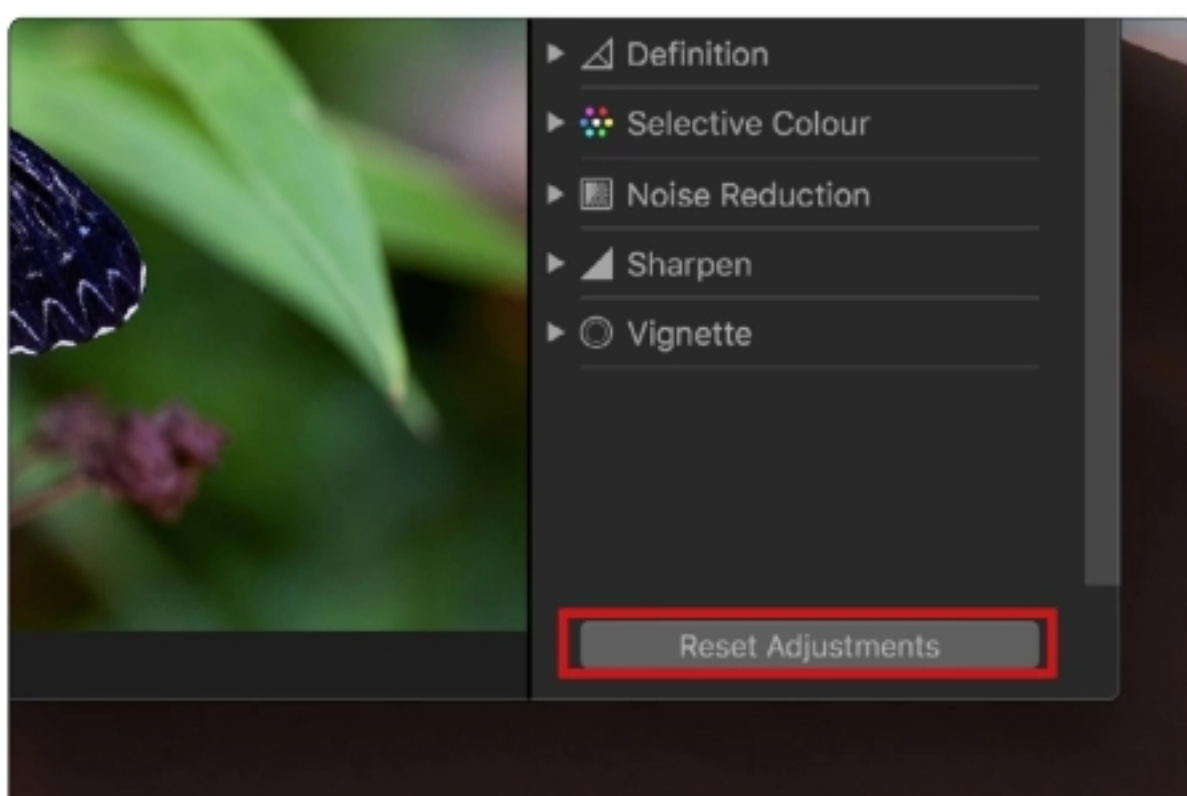 Definition
Selective Colour
Noise Reduction
Sharpen
Vignette
Reset Adjustments